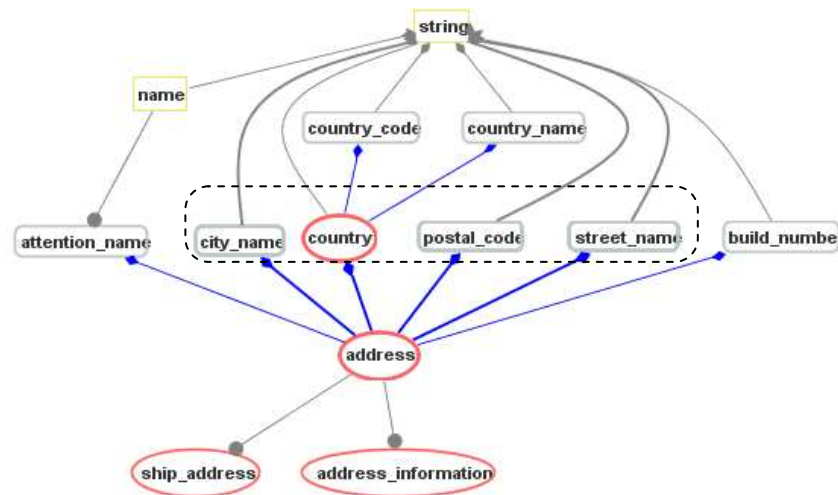 string
name
country_code
country_name
attention_name
city_name
country
postal_code
street_name
build_numbe
address
ship_address
address_information